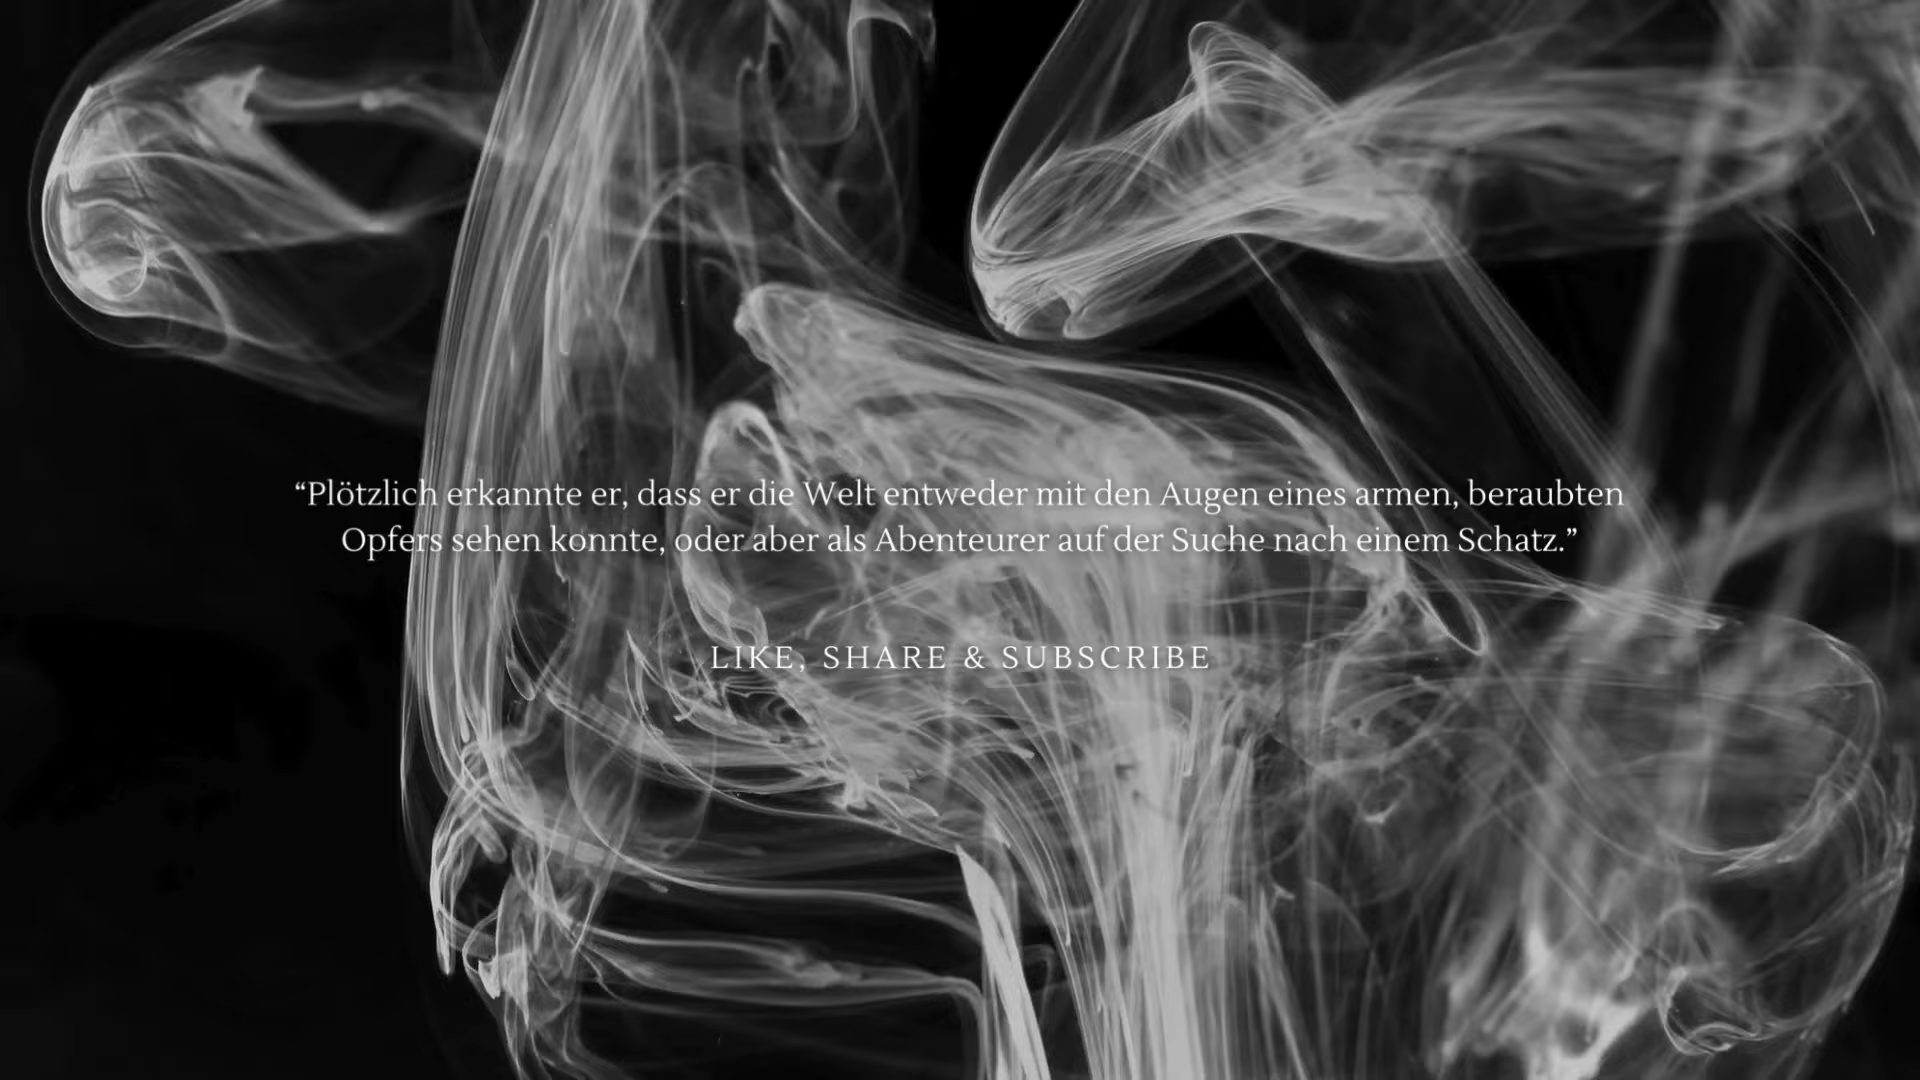 “Plötzlich erkannte er, dass er die Welt entweder mit den Augen eines armen, beraubten
Opfers sehen konnte, oder aber als Abenteurer auf der Suche nach einem Schatz.”
LIKE, SHARE & SUBSCRIBE